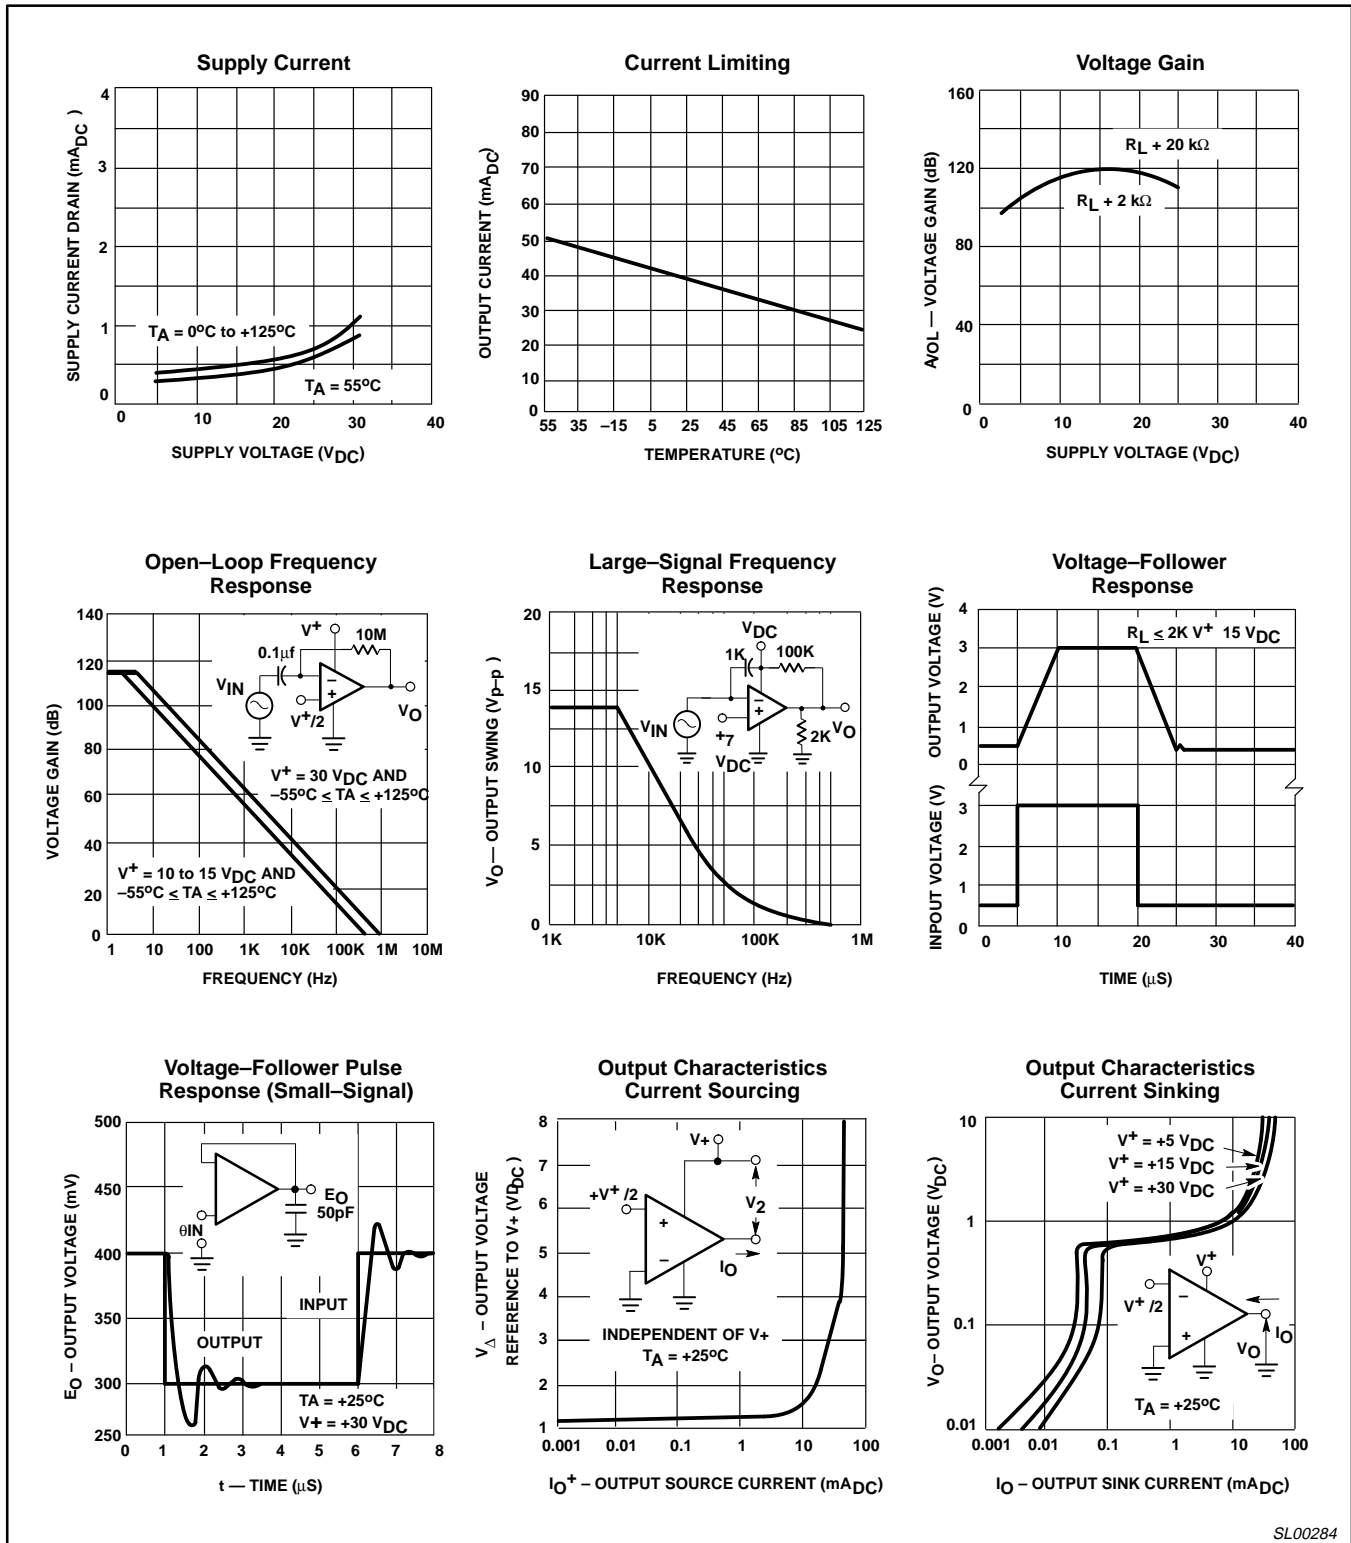 Supply Current
SUPPLY CURRENT DRAIN (mADC)
4
3
2
1
0
TA = 0°C to +125°C
TA = 55°C
0 10 20 30 40
SUPPLY VOLTAGE (VDC)
Current Limiting
OUTPUT CURRENT (mADC)
90
80
70
60
50
40
30
20
10
0
55 35 –15 5 25 45 65 85 105 125
TEMPERATURE (°C)
Voltage Gain
AVOL — VOLTAGE GAIN (dB)
160
120
80
40
0
RL + 20 kΩ
RL + 2 kΩ
0 10 20 30 40
SUPPLY VOLTAGE (VDC)
Open–Loop Frequency
Response
VOLTAGE GAIN (dB)
140
120
100
80
60
40
20
0
V+
10M
0.1µf
VIN
–
+
V+/2
VO
V+ = 30 VDC AND
–55°C ≤ TA ≤ +125°C
V+ = 10 to 15 VDC AND
–55°C ≤ TA ≤ +125°C
1 10 100 1K 10K 100K 1M 10M
FREQUENCY (Hz)
Large–Signal Frequency
Response
VO — OUTPUT SWING (Vp–p)
20
15
10
5
0
VDC
1K
100K
VIN
–
+
+7
VDC
2K
VO
1K 10K 100K 1M
FREQUENCY (Hz)
Voltage–Follower
Response
OUTPUT VOLTAGE (V)
4
3
2
1
0
RL ≤ 2K V+ 15 VDC
INPOUT VOLTAGE (V)
3
2
1
0
0 10 20 30 40
TIME (µS)
Voltage–Follower Pulse
Response (Small–Signal)
EO – OUTPUT VOLTAGE (mV)
500
450
400
350
300
250
EO
50pF
θIN
INPUT
OUTPUT
TA = +25°C
V+ = +30 VDC
0 1 2 3 4 5 6 7 8
t — TIME (µS)
Output Characteristics
Current Sourcing
V∆ – OUTPUT VOLTAGE
REFERENCE TO V+ (VDDC)
8
7
6
5
4
3
2
1
V+
+V+/2
V2
+
–
IO
INDEPENDENT OF V+
TA = +25°C
0.001 0.01 0.1 1 10 100
IO+ – OUTPUT SOURCE CURRENT (mADC)
Output Characteristics
Current Sinking
VO – OUTPUT VOLTAGE (VDC)
10
1
0.1
0.01
V+ = +5 VDC
V+ = +15 VDC
V+ = +30 VDC
V+
–
V+/2
+
IO
VO
TA = +25°C
0.001 0.01 0.1 1 10 100
IO – OUTPUT SINK CURRENT (mADC)
SL00284